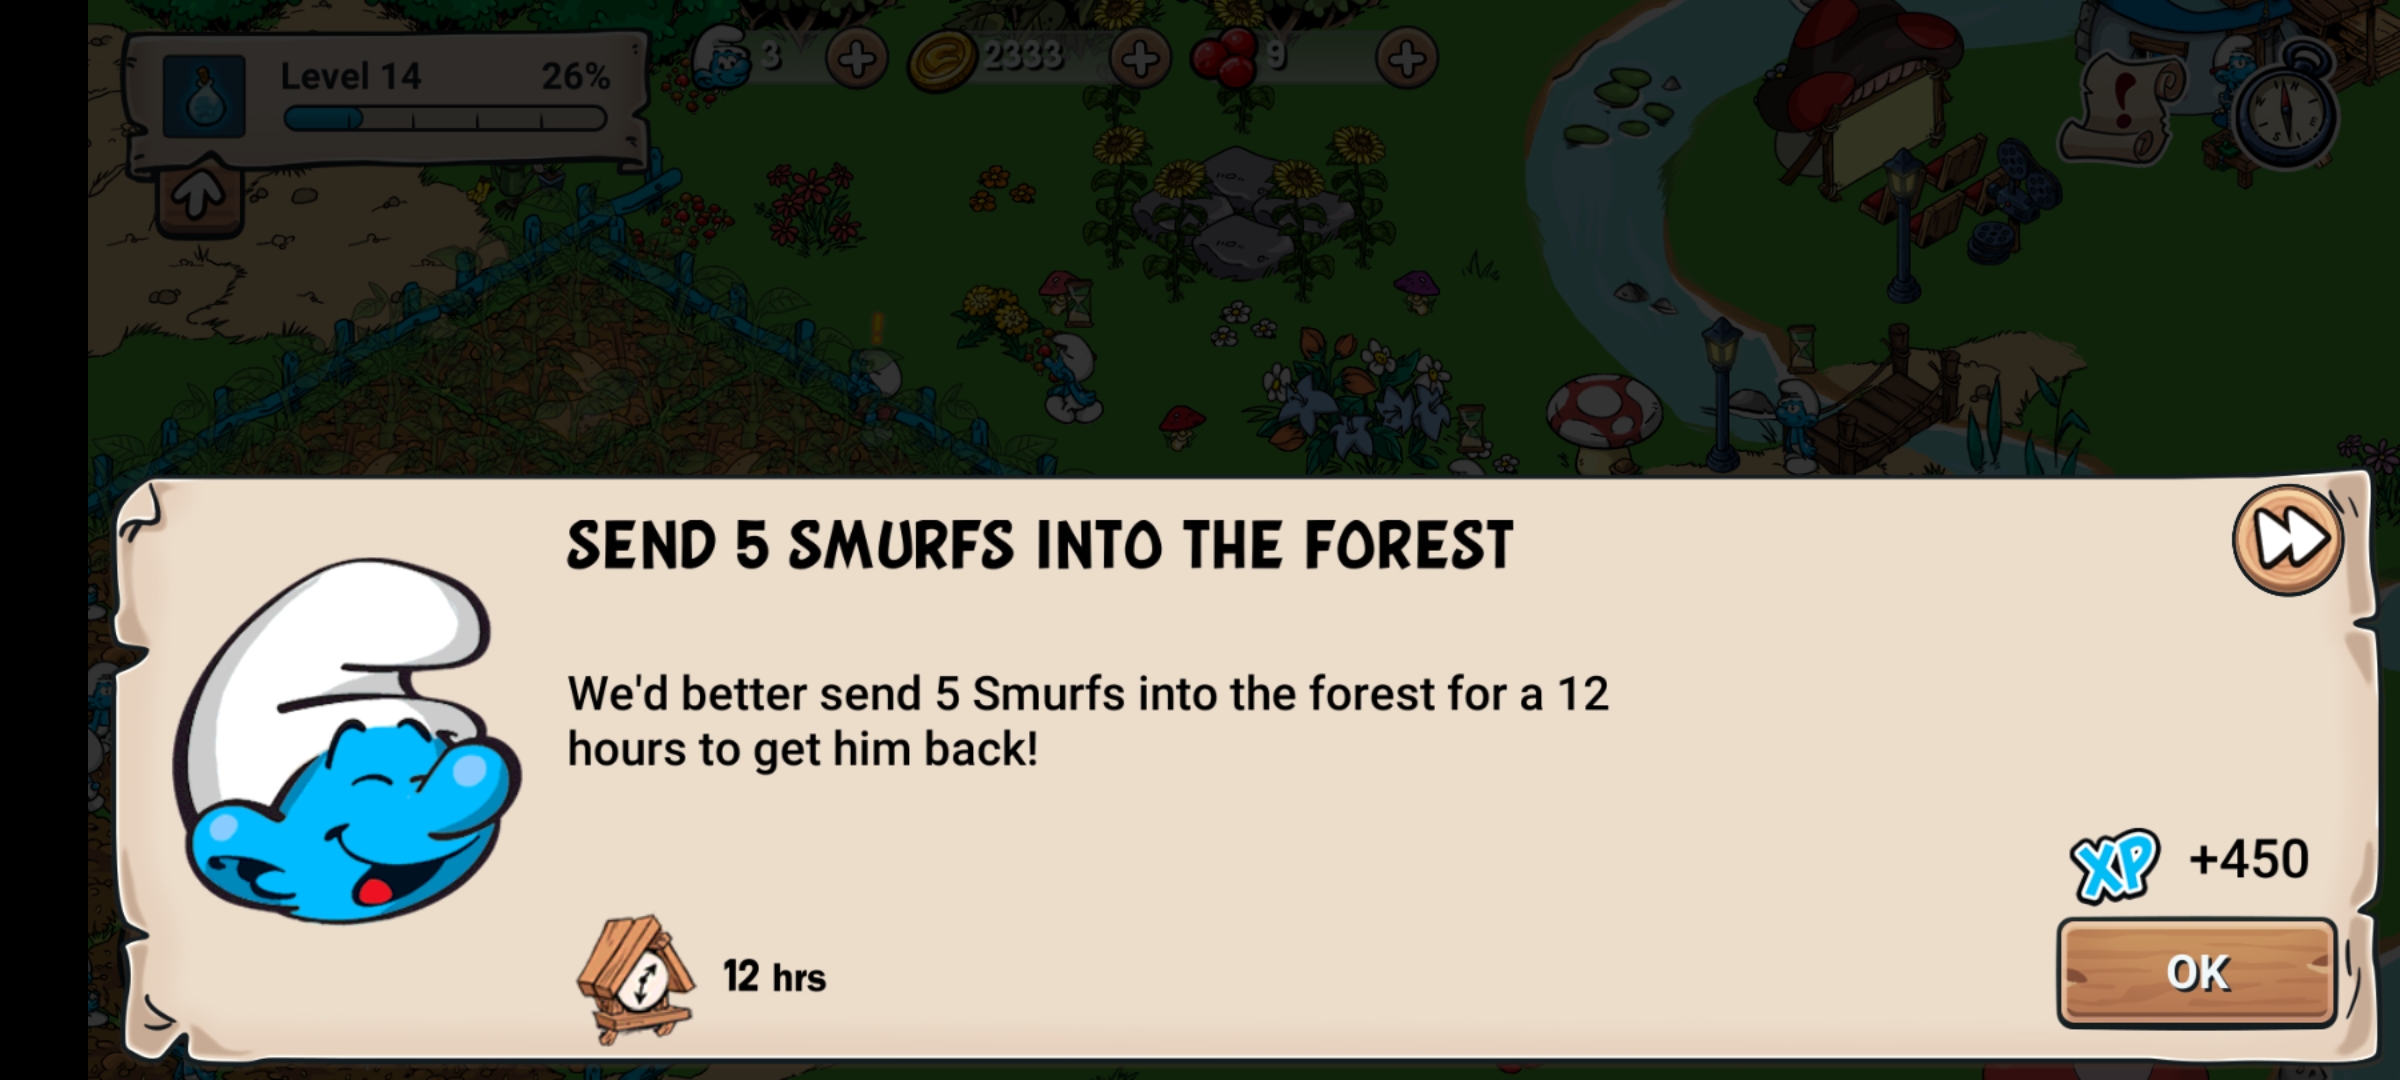 Level 14 26%
3
2333
9
SEND 5 SMURFS INTO THE FOREST
We'd better send 5 Smurfs into the forest for a 12
hours to get him back!
XP +450
12 hrs
OK